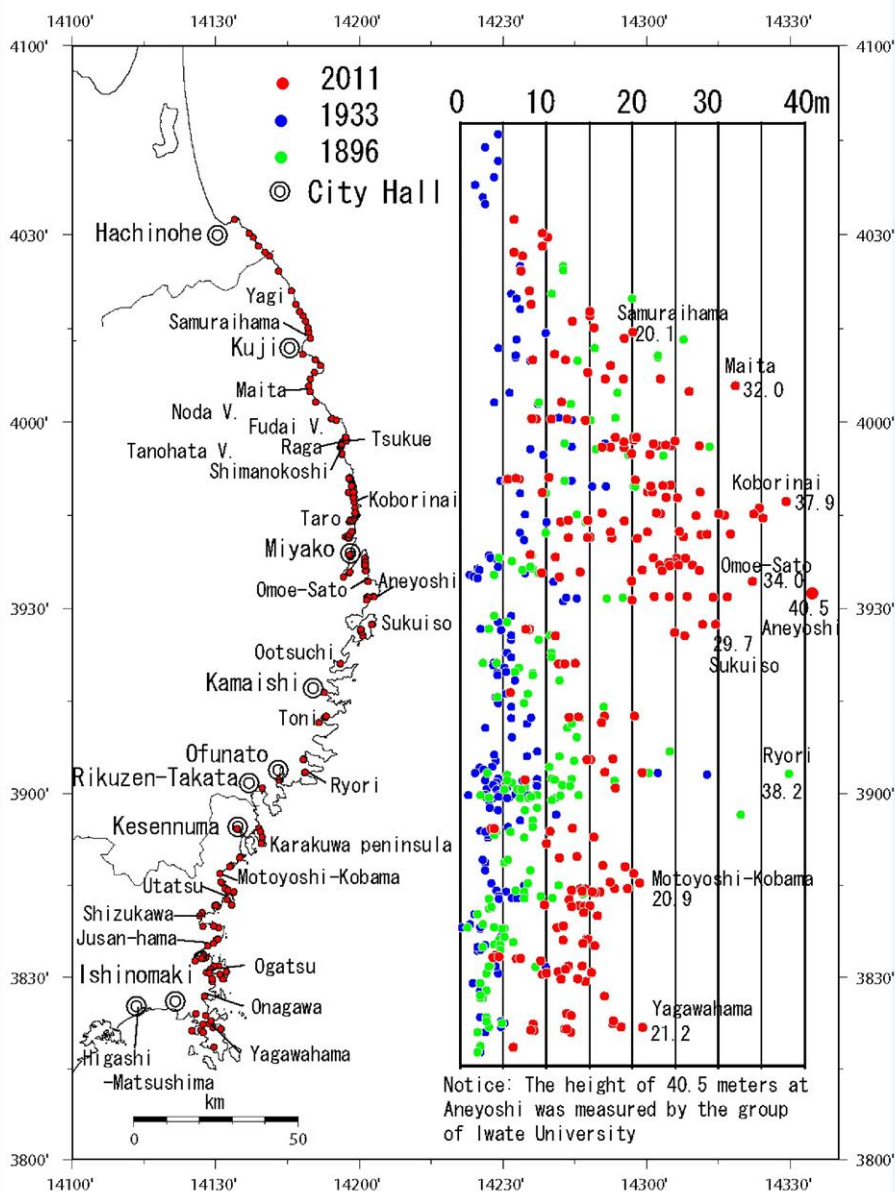 14100' 14130' 14200' 14230' 14300' 14330'
4100' 4100'
2011
1933
1896
City Hall
0 10 20 30 40m
4030' 4030'
Hachinohe
Yagi
Samuraihama
Kuji
Maita
Noda V.
Fudai V.
Raga
Tsukue
Tanohata V.
Shimanokoshi
Koborinai
Taro
Miyako
Omoe-Sato
Aneyoshi
Sukuiso
Ootsuchi
Kamaishi
Toni
Ofunato
Rikuzen-Takata
Ryori
Kesennuma
Karakuwa peninsula
Motoyoshi-Kobama
Utatsu
Shizukawa
Jusan-hama
Ishinomaki
Ogatsu
Onagawa
Yagawahama
Higashi
-Matsushima
km
0 50
4000' 4000'
3930' 3930'
3900' 3900'
3830' 3830'
3800' 3800'
Samuraihama
20.1
Maita
32.0
Koborinai
37.9
Omoe-Sato
34.0
40.5
Aneyoshi
29.7
Sukuiso
Ryori
38.2
Motoyoshi-Kobama
20.9
Yagawahama
21.2
Notice: The height of 40.5 meters at
Aneyoshi was measured by the group
of Iwate University
14100' 14130' 14200' 14230' 14300' 14330'